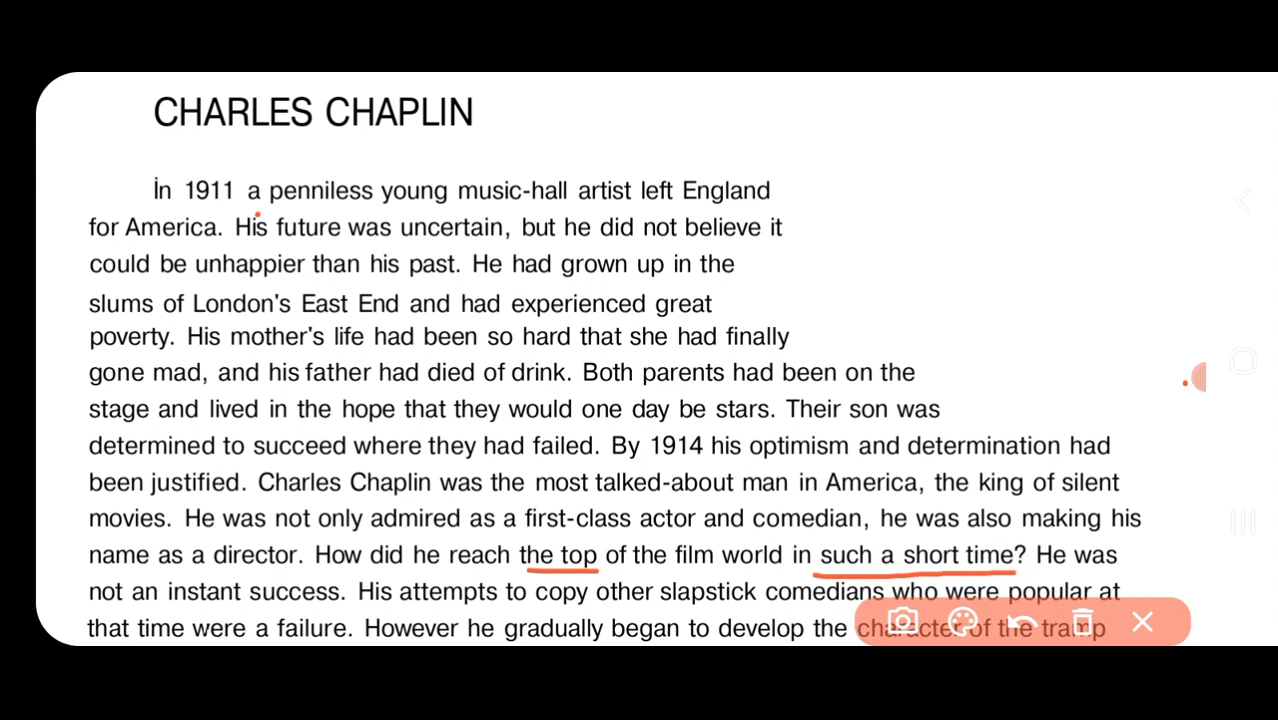 CHARLES CHAPLIN
İn 1911 a penniless young music-hall artist left England
for America. His future was uncertain, but he did not believe it
could be unhappier than his past. He had grown up in the
slums of London's East End and had experienced great
poverty. His mother's life had been so hard that she had finally
gone mad, and his father had died of drink. Both parents had been on the
stage and lived in the hope that they would one day be stars. Their son was
determined to succeed where they had failed. By 1914 his optimism and determination had
been justified. Charles Chaplin was the most talked-about man in America, the king of silent
movies. He was not only admired as a first-class actor and comedian, he was also making his
name as a director. How did he reach the top of the film world in such a short time? He was
not an instant success. His attempts to copy other slapstick comedians who were popular at
that time were a failure. However he gradually began to develop the character of the tramp